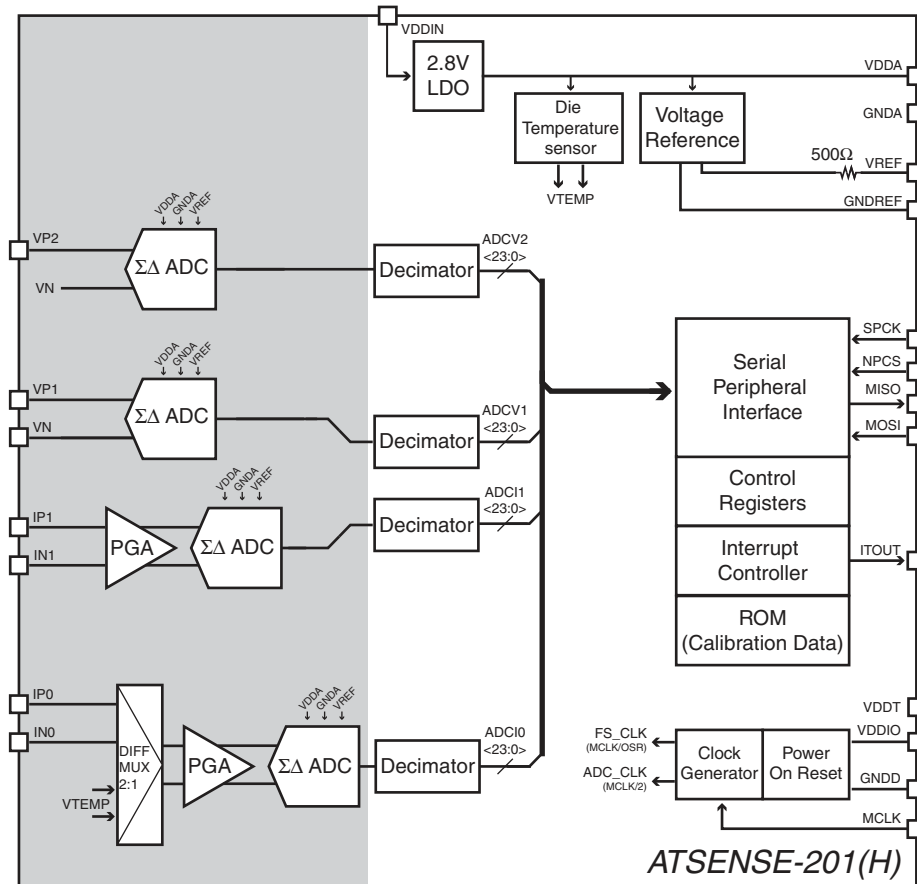 VDDIN
2.8V
LDO
VDDA
Die
Temperature
sensor
Voltage
Reference
GNDA
500Ω
VREF
VTEMP
GNDREF
VDDA
GNDA
VREF
VP2
VN
ΣΔ ADC
Decimator
ADCV2
<23:0>
VDDA
GNDA
VREF
VP1
VN
ΣΔ ADC
Decimator
ADCV1
<23:0>
VDDA
GNDA
VREF
IP1
IN1
PGA
ΣΔ ADC
Decimator
ADCI1
<23:0>
Serial
Peripheral
Interface
SPCK
NPCS
MISO
MOSI
Control
Registers
Interrupt
Controller
ITOUT
ROM
(Calibration Data)
VDDA
GNDA
VREF
IP0
IN0
DIFF
MUX
2:1
VTEMP
PGA
ΣΔ ADC
Decimator
ADCI0
<23:0>
FS_CLK
(MCLK/OSR)
ADC_CLK
(MCLK/2)
Clock
Generator
Power
On Reset
VDDT
VDDIO
GNDD
MCLK
ATSENSE-201(H)